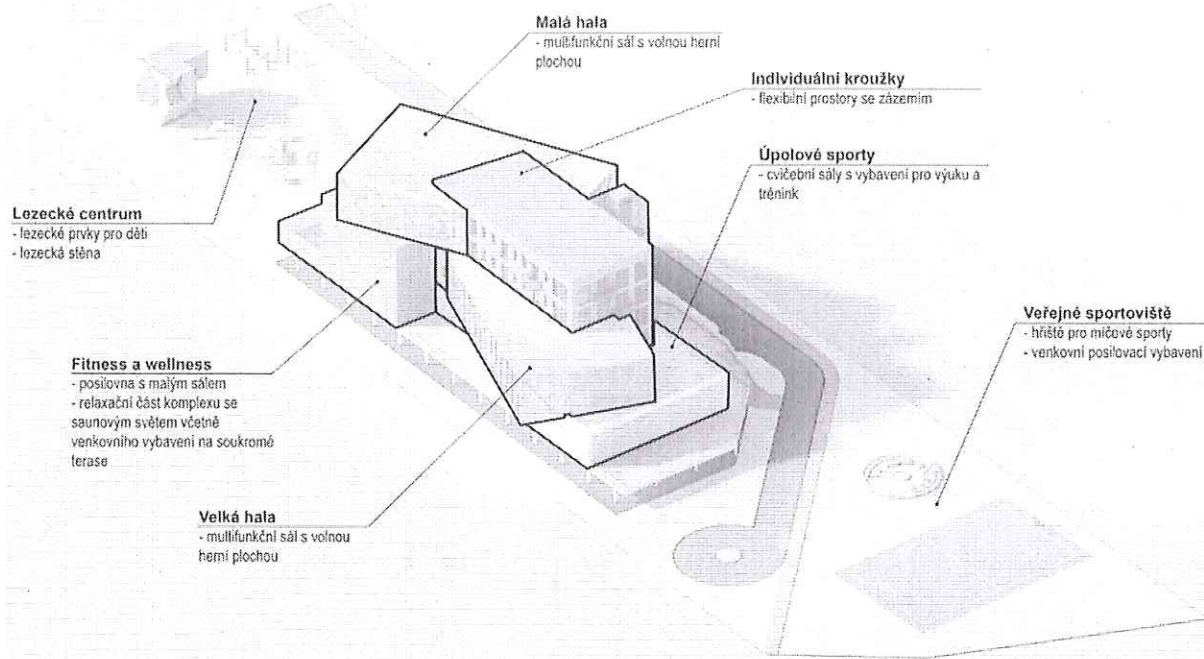 Malá hala
- multifunkční sál s volnou herní
plochou
Individuální kroužky
- flexibilní prostory se zázemím
Úpolové sporty
- cvičební sály s vybavení pro výuku a
trénink
Lezecké centrum
- lezecké prvky pro děti
- lezecká stěna
Veřejné sportoviště
- hřiště pro míčové sporty
- venkovní posilovací vybavení
Fitness a wellness
- posilovna s malým sálem
- relaxační část komplexu se
saunovým světem včetně
venkovního vybavení na soukromé
terase
Velká hala
- multifunkční sál s volnou
herní plochou